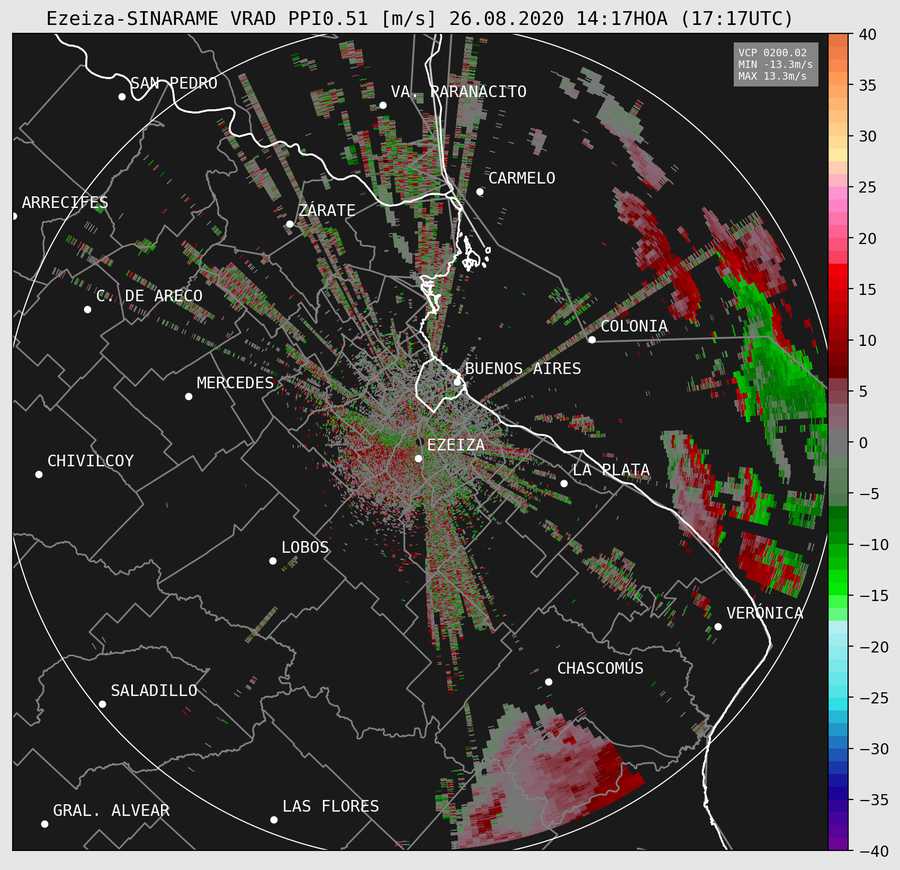 Ezeiza-SINARAME VRAD PPI0.51 [m/s] 26.08.2020 14:17HOA (17:17UTC)
VCP 0200.02
MIN -13.3m/s
MAX 13.3m/s
SAN PEDRO
VA. PARANACITO
CARMELO
ARRECIFES
ZÁRATE
C. DE ARECO
COLONIA
BUENOS AIRES
MERCEDES
EZEIZA
CHIVILCOY
LA PLATA
LOBOS
VERÓNICA
CHASCOMÚS
SALADILLO
LAS FLORES
GRAL. ALVEAR
40
35
30
25
20
15
10
5
0
−5
−10
−15
−20
−25
−30
−35
−40